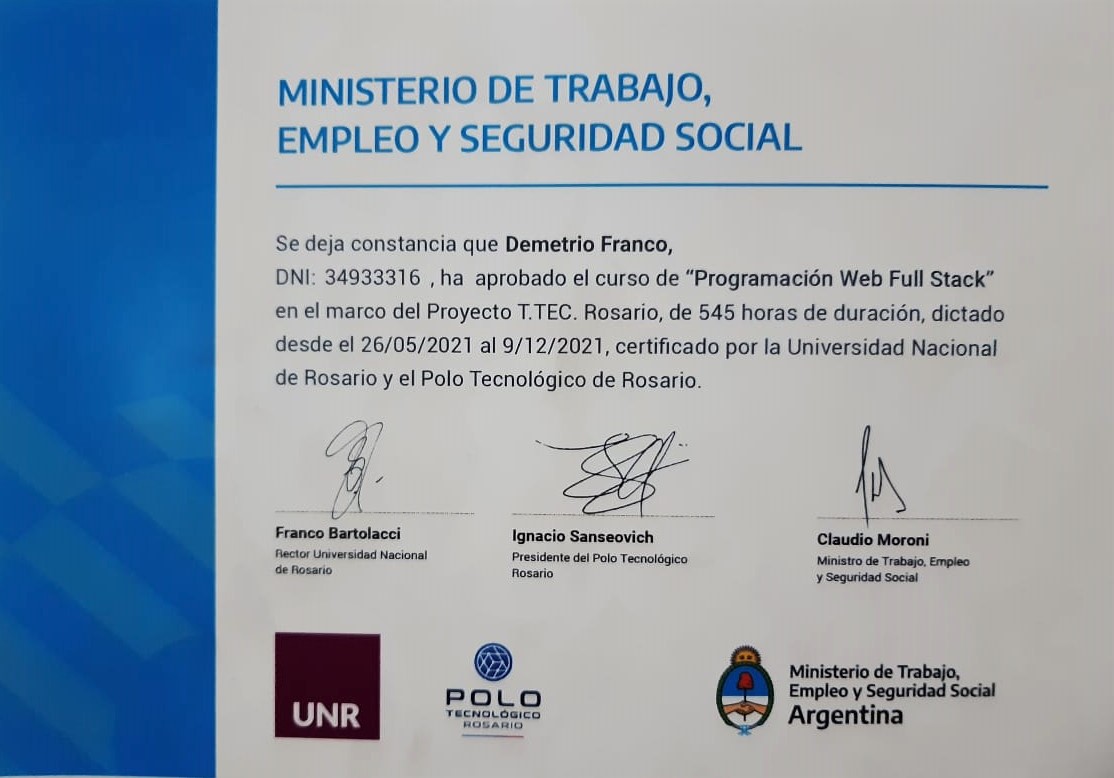 MINISTERIO DE TRABAJO,
EMPLEO Y SEGURIDAD SOCIAL
Se deja constancia que Demetrio Franco,
DNI: 34933316 , ha aprobado el curso de “Programación Web Full Stack”
en el marco del Proyecto T.TEC. Rosario, de 545 horas de duración, dictado
desde el 26/05/2021 al 9/12/2021, certificado por la Universidad Nacional
de Rosario y el Polo Tecnológico de Rosario.
Franco Bartolacci
Rector Universidad Nacional
de Rosario
Ignacio Sanseovich
Presidente del Polo Tecnológico
Rosario
Claudio Moroni
Ministro de Trabajo, Empleo
y Seguridad Social
UNR
POLO
TECNOLÓGICO
ROSARIO
Ministerio de Trabajo,
Empleo y Seguridad Social
Argentina